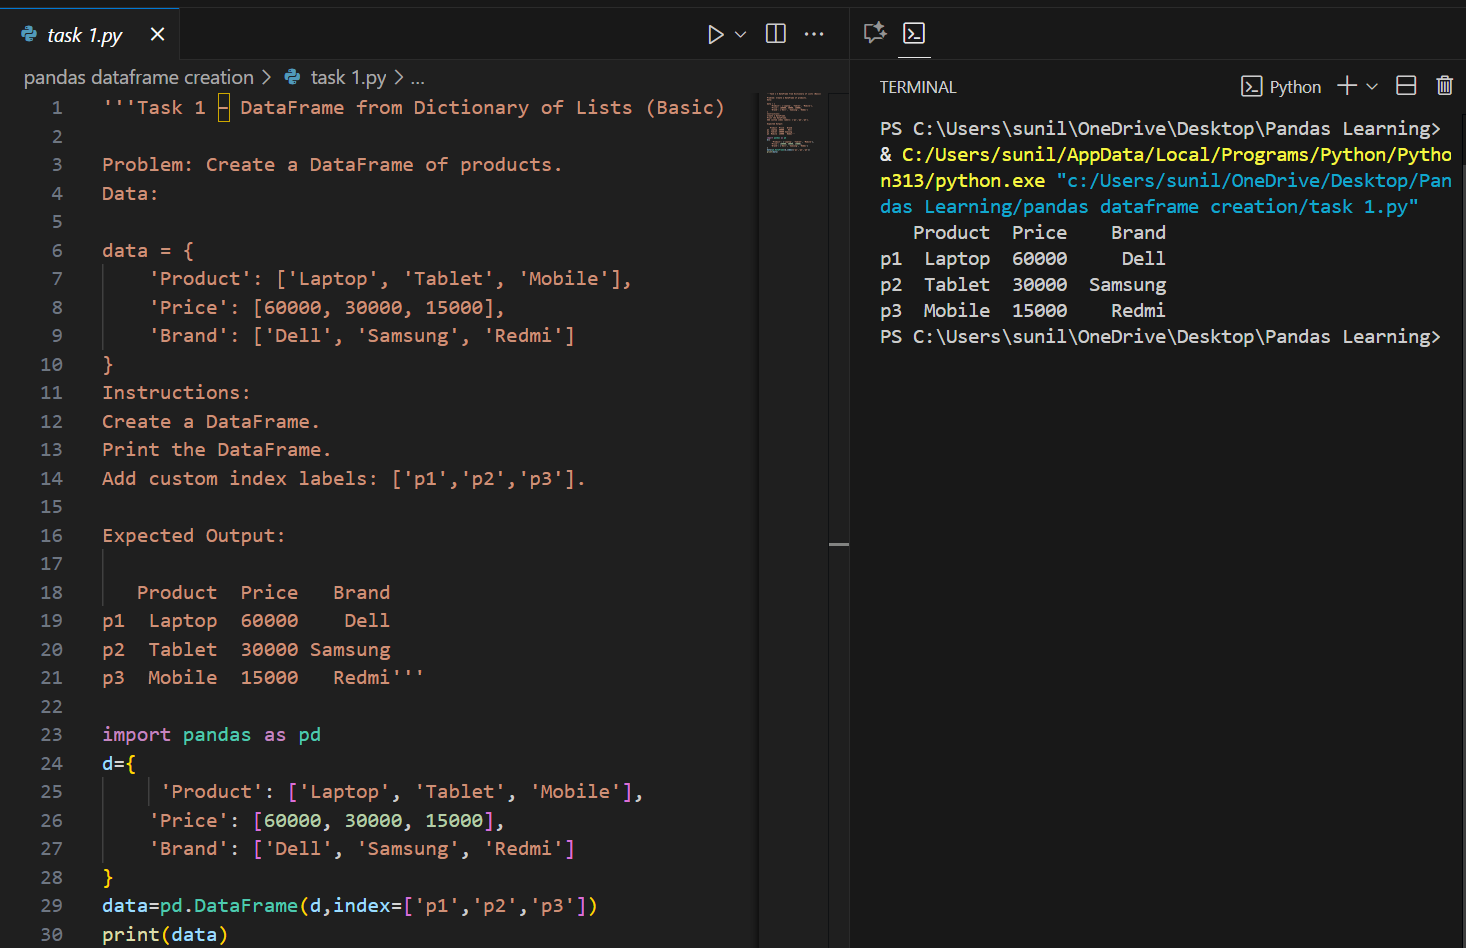 task 1.py
pandas dataframe creation > task 1.py > ...
1 '''Task 1 – DataFrame from Dictionary of Lists (Basic)
2
3 Problem: Create a DataFrame of products.
4 Data:
5
6 data = {
7     'Product': ['Laptop', 'Tablet', 'Mobile'],
8     'Price': [60000, 30000, 15000],
9     'Brand': ['Dell', 'Samsung', 'Redmi']
10 }
11 Instructions:
12 Create a DataFrame.
13 Print the DataFrame.
14 Add custom index labels: ['p1','p2','p3'].
15
16 Expected Output:
17
18    Product  Price   Brand
19 p1  Laptop  60000    Dell
20 p2  Tablet  30000 Samsung
21 p3  Mobile  15000   Redmi'''
22
23 import pandas as pd
24 d={
25      'Product': ['Laptop', 'Tablet', 'Mobile'],
26     'Price': [60000, 30000, 15000],
27     'Brand': ['Dell', 'Samsung', 'Redmi']
28 }
29 data=pd.DataFrame(d,index=['p1','p2','p3'])
30 print(data)
TERMINAL
Python
PS C:\Users\sunil\OneDrive\Desktop\Pandas Learning>
& C:/Users/sunil/AppData/Local/Programs/Python/Pytho
n313/python.exe "c:/Users/sunil/OneDrive/Desktop/Pan
das Learning/pandas dataframe creation/task 1.py"
   Product  Price    Brand
p1  Laptop  60000     Dell
p2  Tablet  30000  Samsung
p3  Mobile  15000    Redmi
PS C:\Users\sunil\OneDrive\Desktop\Pandas Learning>